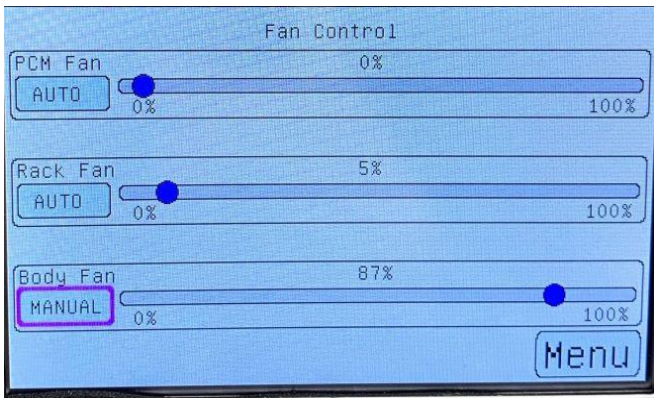 Fan Control
PCM Fan
0%
AUTO
0%
100%
Rack Fan
5%
AUTO
0%
100%
Body Fan
87%
MANUAL
0%
100%
Menu